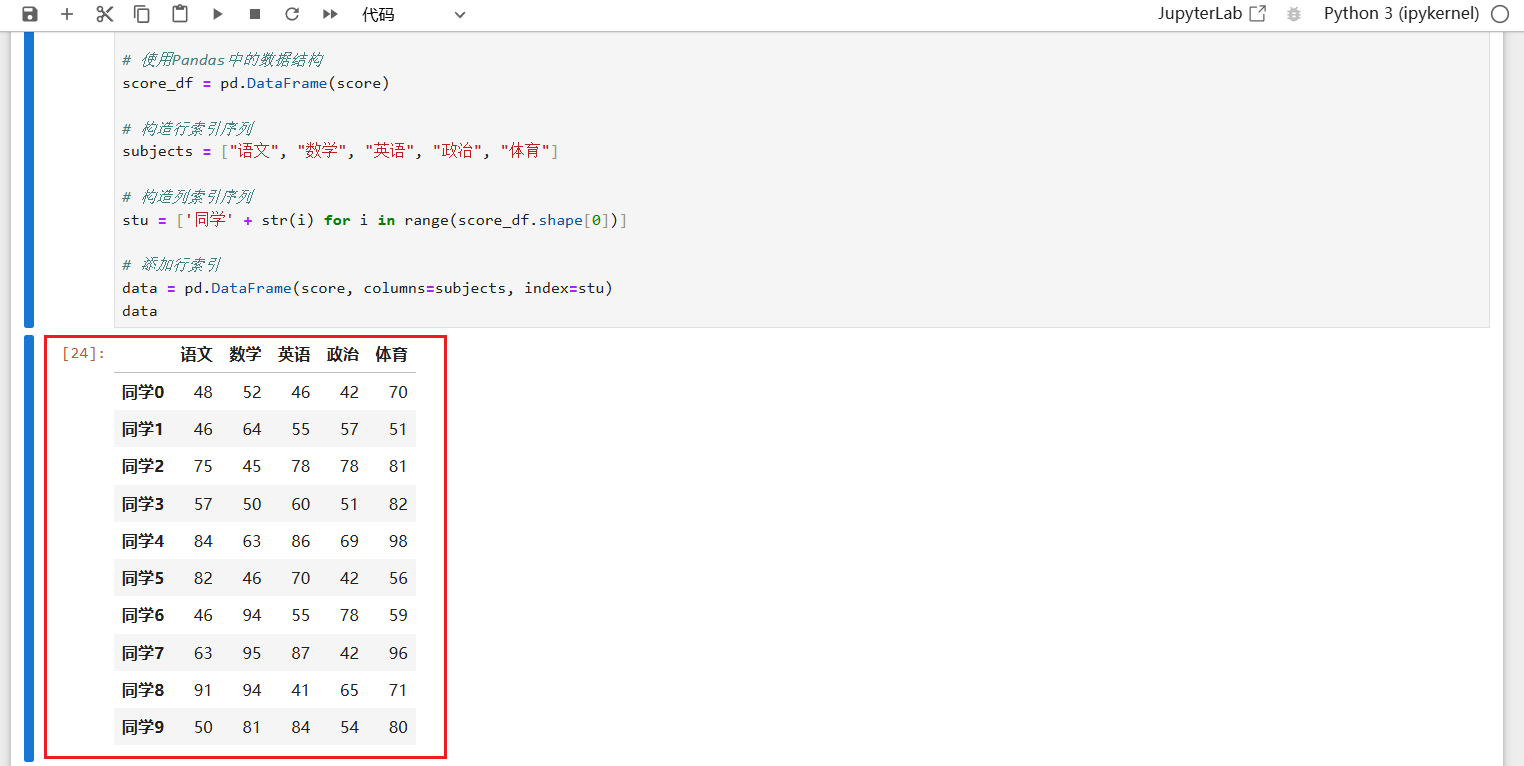 代码 JupyterLab Python 3 (ipykernel)
# 使用Pandas中的数据结构
score_df = pd.DataFrame(score)
# 构造行索引序列
subjects = ["语文", "数学", "英语", "政治", "体育"]
# 构造列索引序列
stu = ['同学' + str(i) for i in range(score_df.shape[0])]
# 添加行索引
data = pd.DataFrame(score, columns=subjects, index=stu)
data
[24]: 语文 数学 英语 政治 体育
同学0 48 52 46 42 70
同学1 46 64 55 57 51
同学2 75 45 78 78 81
同学3 57 50 60 51 82
同学4 84 63 86 69 98
同学5 82 46 70 42 56
同学6 46 94 55 78 59
同学7 63 95 87 42 96
同学8 91 94 41 65 71
同学9 50 81 84 54 80